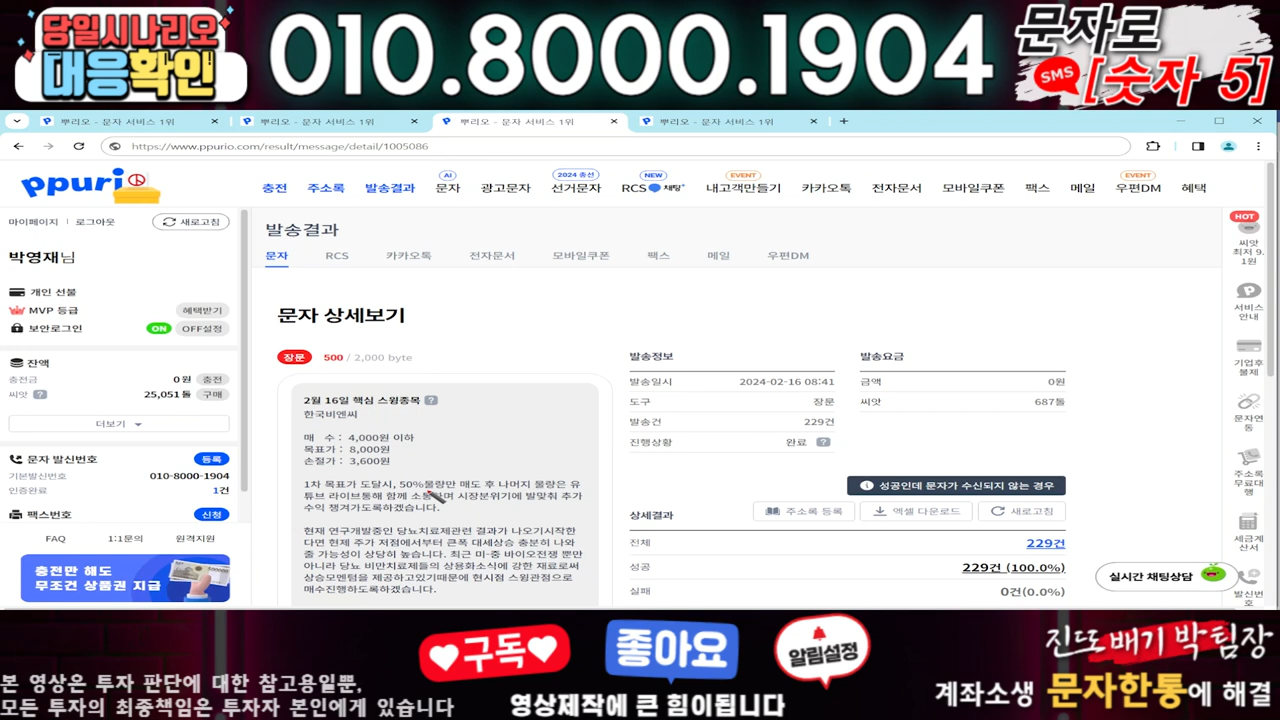 당일시나리오
대응확인
010.8000.1904
문자로
SMS
[숫자 5]
뿌리오 - 문자 서비스 1위
뿌리오 - 문자 서비스 1위
뿌리오 - 문자 서비스 1위
뿌리오 - 문자 서비스 1위
https://www.ppurio.com/result/message/detail/1005086
ppuri
AI
2024 총선
NEW
EVENT
EVENT
충전 주소록 발송결과 문자 광고문자 선거문자 RCS 채팅+ 내고객만들기 카카오톡 전자문서 모바일쿠폰 팩스 메일 우편DM 혜택
마이페이지 | 로그아웃
새로고침
박영재님
개인 선불
MVP 등급 혜택받기
보안로그인 ON OFF설정
잔액
충전금 0원 충전
씨앗 ? 25,051톨 구매
더보기
문자 발신번호 등록
기본발신번호 010-8000-1904
인증완료 1건
팩스번호 신청
FAQ 1:1문의 원격지원
충전만 해도
무조건 상품권 지급
발송결과
문자 RCS 카카오톡 전자문서 모바일쿠폰 팩스 메일 우편DM
문자 상세보기
장문 500 / 2,000 byte
2월 16일 핵심 스윙종목 ?
한국비엔씨
매 수 : 4,000원 이하
목표가 : 8,000원
손절가 : 3,600원
1차 목표가 도달시, 50%물량만 매도 후 나머지 물량은 유
튜브 라이브통해 함께 소통하며 시장분위기에 발맞춰 추가
수익 챙겨가도록하겠습니다.
현재 연구개발중인 당뇨치료제관련 결과가 나오기시작한
다면 현제 주가 저점에서부터 큰폭 대세상승 충분히 나와
줄 가능성이 상당히 높습니다. 최근 미-중 바이오전쟁 뿐만
아니라 당뇨 비만치료제들의 상용화소식에 강한 재료로써
상승모멘텀을 제공하고있기때문에 현시점 스윙관점으로
매수진행하도록하겠습니다.
발송정보
발송일시 2024-02-16 08:41
도구 장문
발송건 229건
진행상황 완료 ?
발송요금
금액 0원
씨앗 687톨
성공인데 문자가 수신되지 않는 경우
상세결과
주소록 등록
엑셀 다운로드
새로고침
전체 229건
성공 229건 (100.0%)
실패 0건(0.0%)
HOT
씨앗
최저 9.
1원
서비스
안내
기업후
불제
문자연
동
주소록
무료대
행
세금계
산서
발신번
호
실시간 채팅상담
본 영상은 투자 판단에 대한 참고용일뿐,
모든 투자의 최종책임은 투자자 본인에게 있습니다
구독
좋아요
알림설정
영상제작에 큰 힘이됩니다
진또배기 박팀장
계좌소생 문자한통에 해결